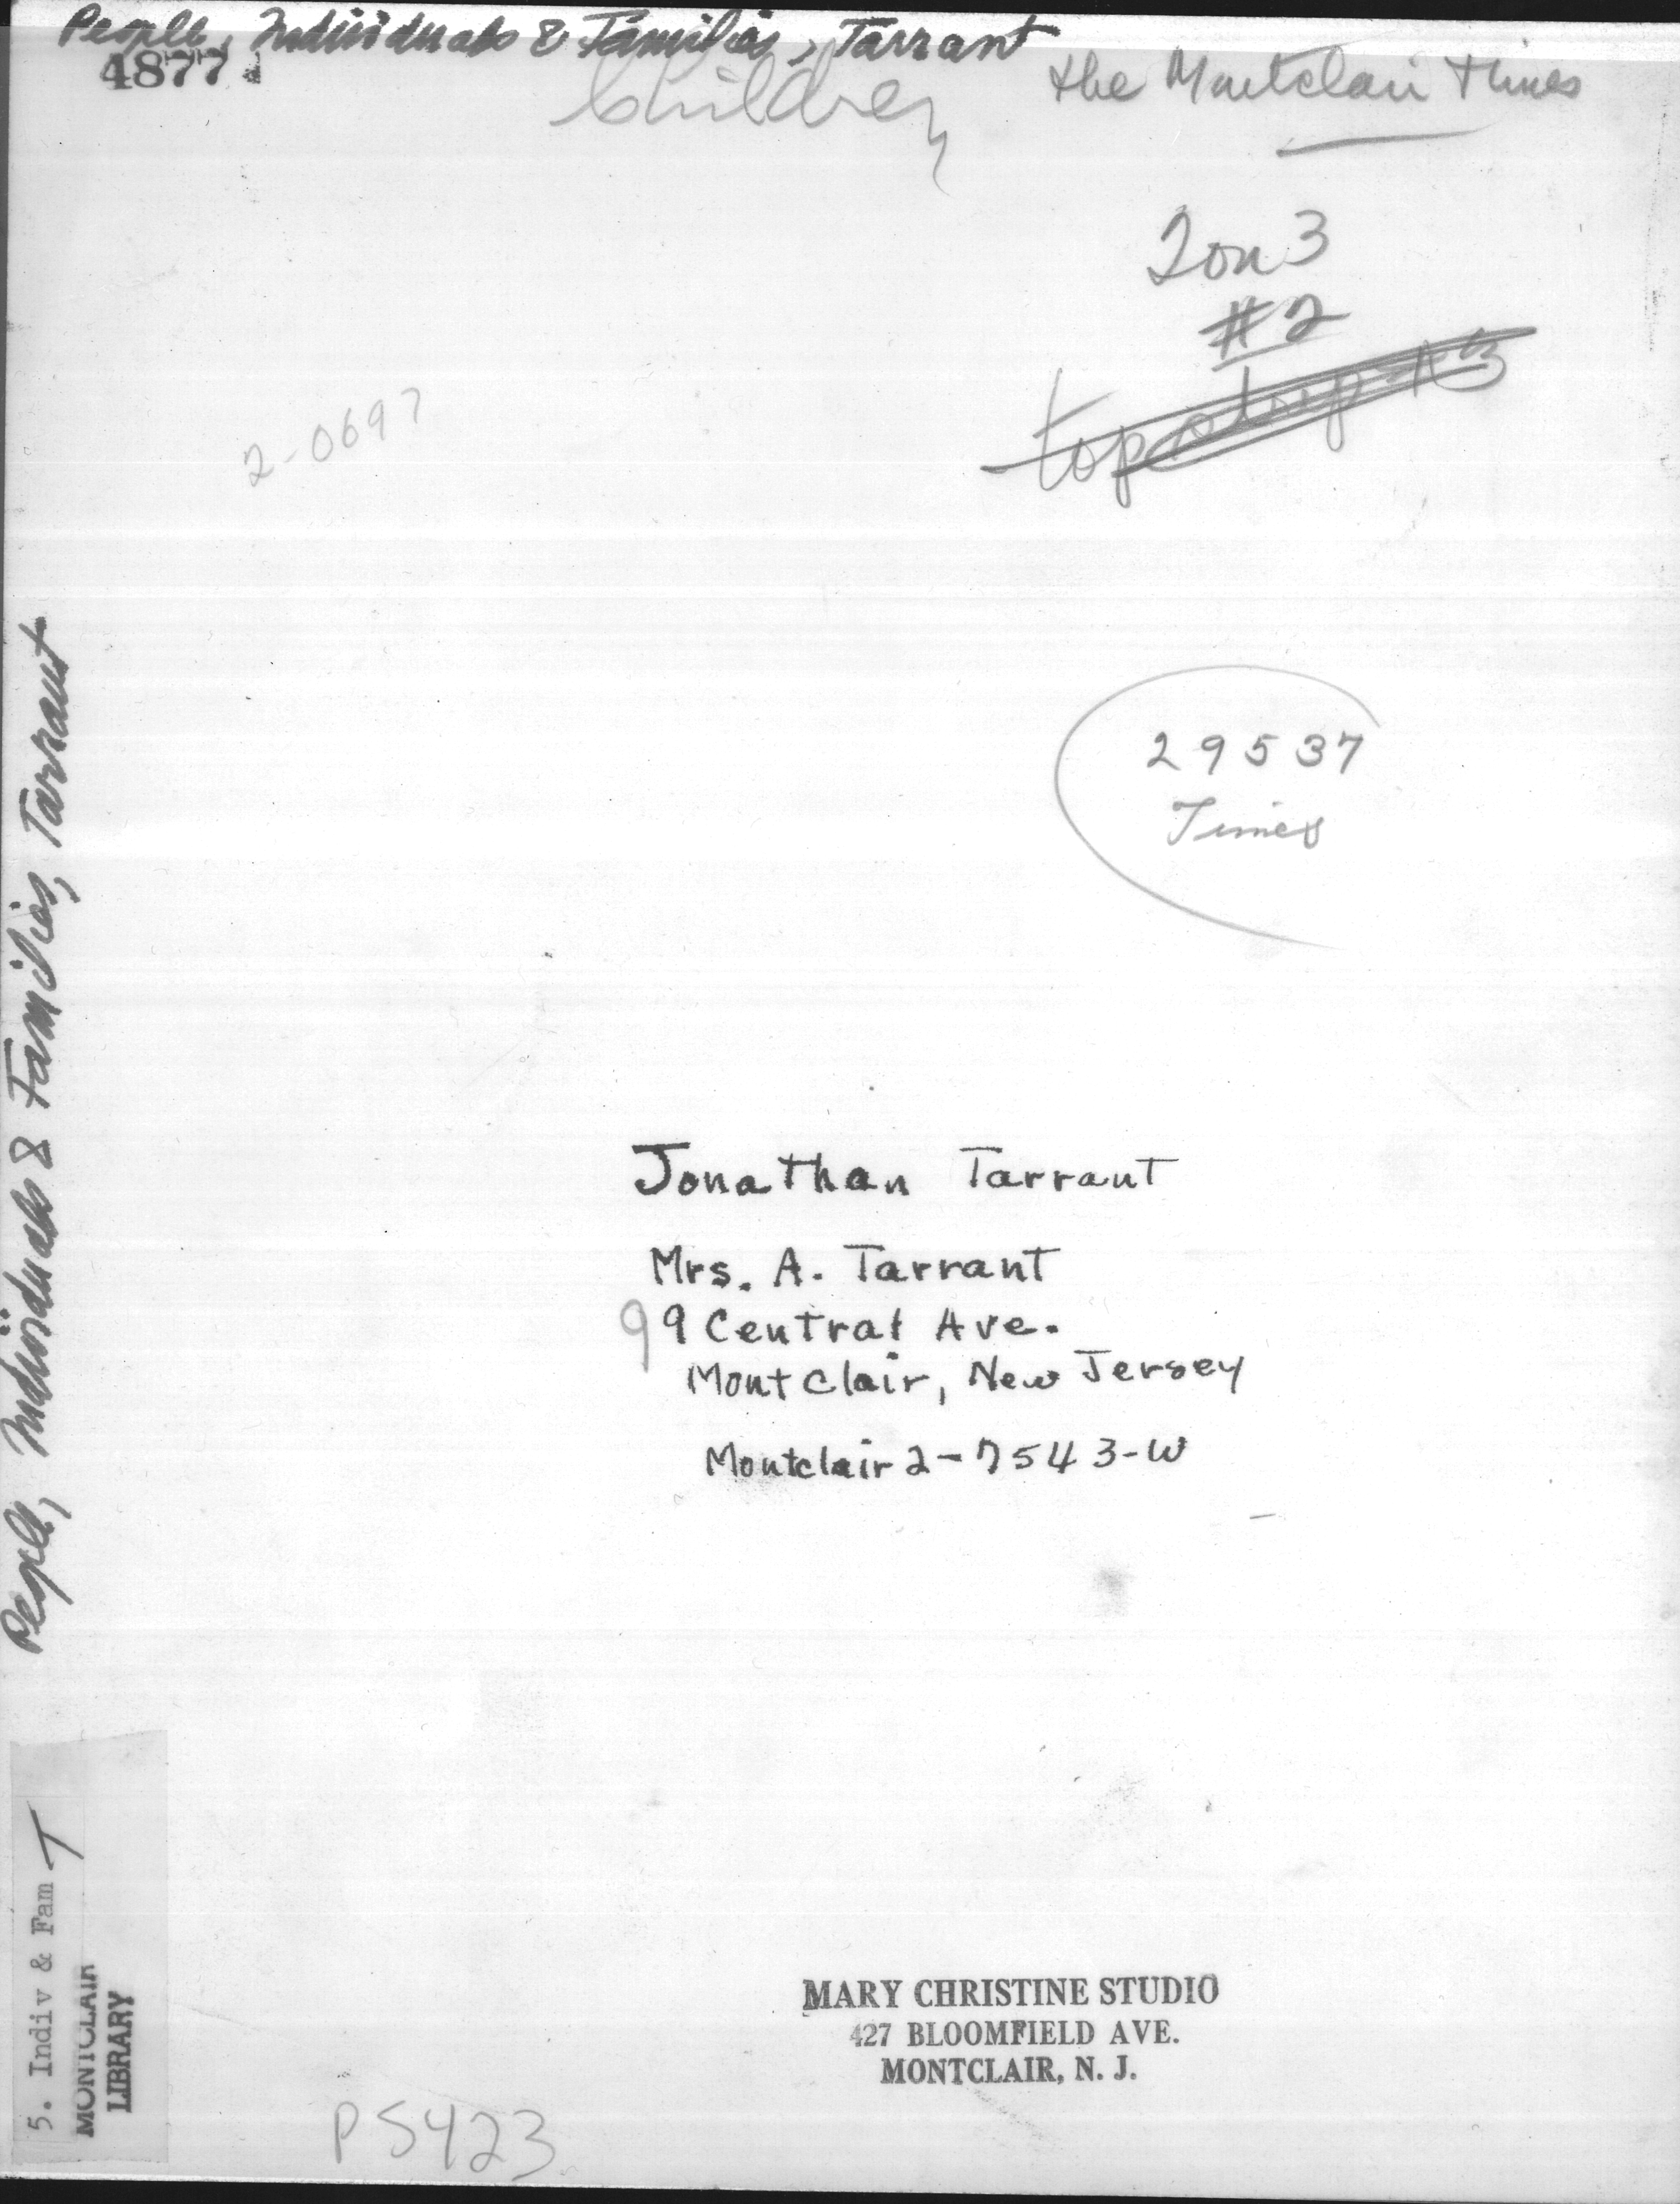 People, Individuals & Families, Tarrant
4877
Children
the Montclair Times
2 on 3
#2
top
2-0697
29537
Times
People, Individuals & Families, Tarrant
Jonathan Tarrant
Mrs. A. Tarrant
99 Central Ave.
Montclair, New Jersey
Montclair 2-7543-W
5. Indiv & Fam T
MONTCLAIR
LIBRARY
MARY CHRISTINE STUDIO
427 BLOOMFIELD AVE.
MONTCLAIR, N. J.
P5423